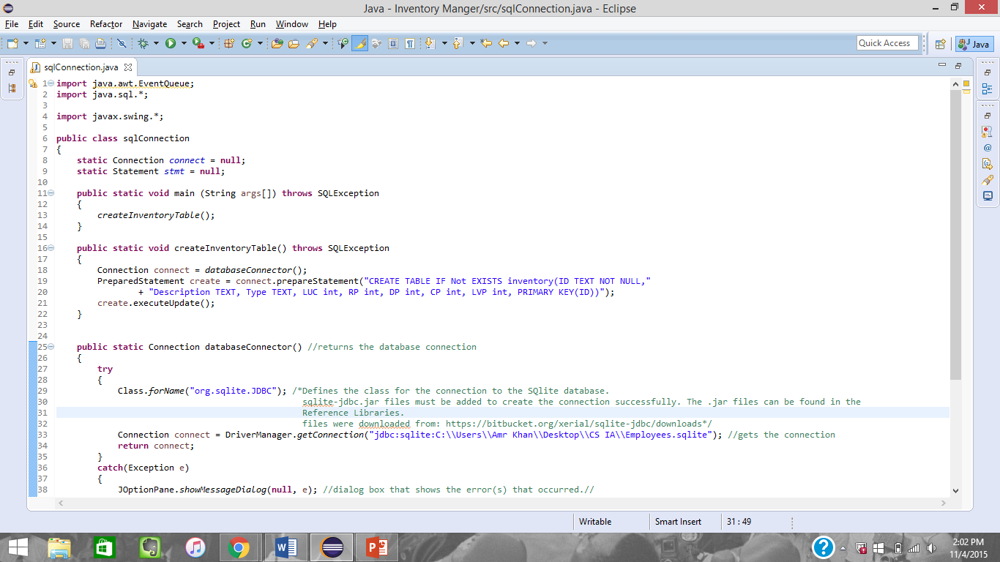 Java - Inventory Manger/src/sqlConnection.java - Eclipse
File Edit Source Refactor Navigate Search Project Run Window Help
Quick Access
Java
sqlConnection.java
1 import java.awt.EventQueue;
2 import java.sql.*;
3
4 import javax.swing.*;
5
6 public class sqlConnection
7 {
8 static Connection connect = null;
9 static Statement stmt = null;
10
11 public static void main (String args[]) throws SQLException
12 {
13 createInventoryTable();
14 }
15
16 public static void createInventoryTable() throws SQLException
17 {
18 Connection connect = databaseConnector();
19 PreparedStatement create = connect.prepareStatement("CREATE TABLE IF Not EXISTS inventory(ID TEXT NOT NULL,"
20 + "Description TEXT, Type TEXT, LUC int, RP int, DP int, CP int, LVP int, PRIMARY KEY(ID))");
21 create.executeUpdate();
22 }
23
24
25 public static Connection databaseConnector() //returns the database connection
26 {
27 try
28 {
29 Class.forName("org.sqlite.JDBC"); /*Defines the class for the connection to the SQlite database.
30 sqlite-jdbc.jar files must be added to create the connection successfully. The .jar files can be found in the
31 Reference Libraries.
32 files were downloaded from: https://bitbucket.org/xerial/sqlite-jdbc/downloads*/
33 Connection connect = DriverManager.getConnection("jdbc:sqlite:C:\\Users\\Amr Khan\\Desktop\\CS IA\\Employees.sqlite"); //gets the connection
34 return connect;
35 }
36 catch(Exception e)
37 {
38 JOptionPane.showMessageDialog(null, e); //dialog box that shows the error(s) that occurred.//
Writable Smart Insert 31 : 49
2:02 PM
11/4/2015